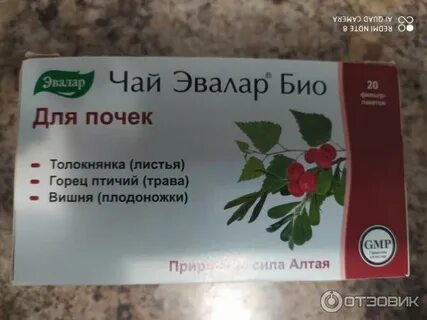 REDMI NOTE 8
AI QUAD CAMERA
Эвалар
Чай Эвалар® Био
20
фильтр-
пакетов
Для почек
Толокнянка (листья)
Горец птичий (трава)
Вишня (плодоножки)
GMP
сила Алтая
ОТЗОВИК